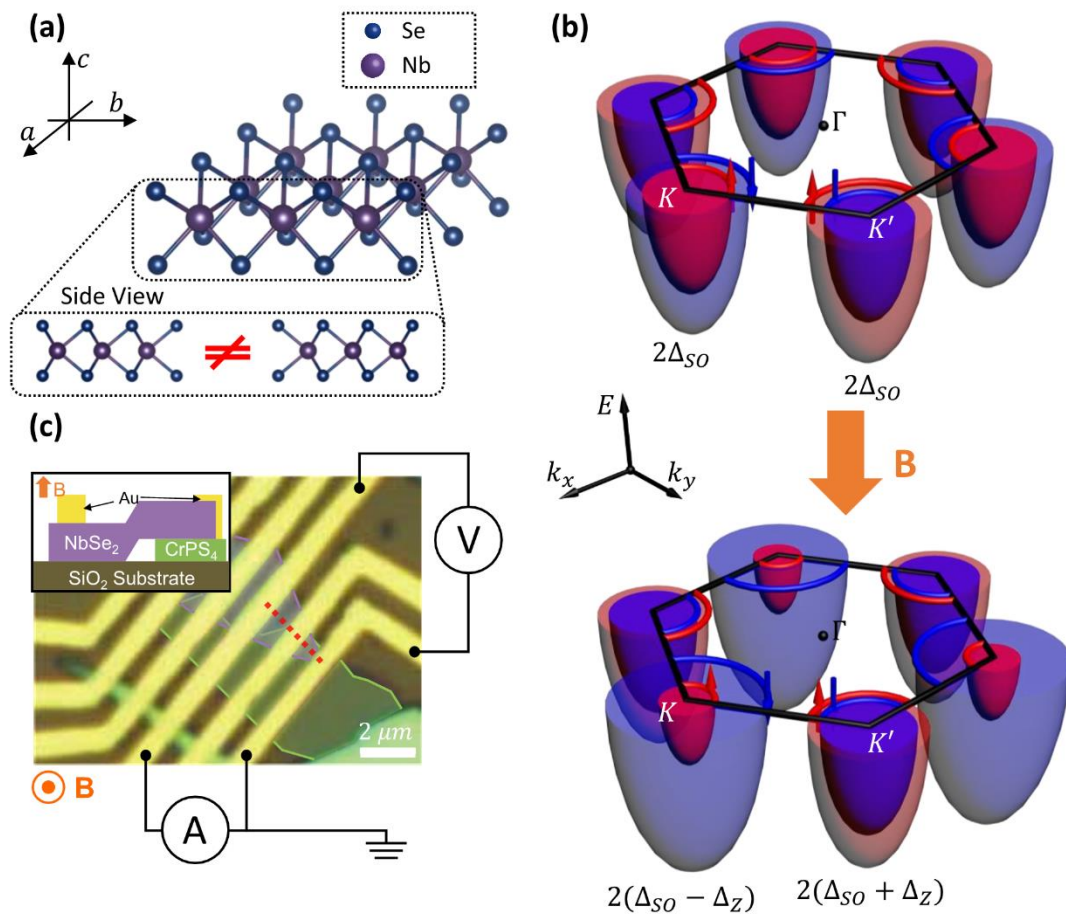 (a)
c
b
a
Se
Nb
Side View
≠
(b)
Γ
K
K′
2Δ_SO
2Δ_SO
E
k_x
k_y
B
Γ
K
K′
2(Δ_SO − Δ_Z)
2(Δ_SO + Δ_Z)
(c)
B
Au
NbSe₂
CrPS₄
SiO₂ Substrate
V
2 μm
B
A